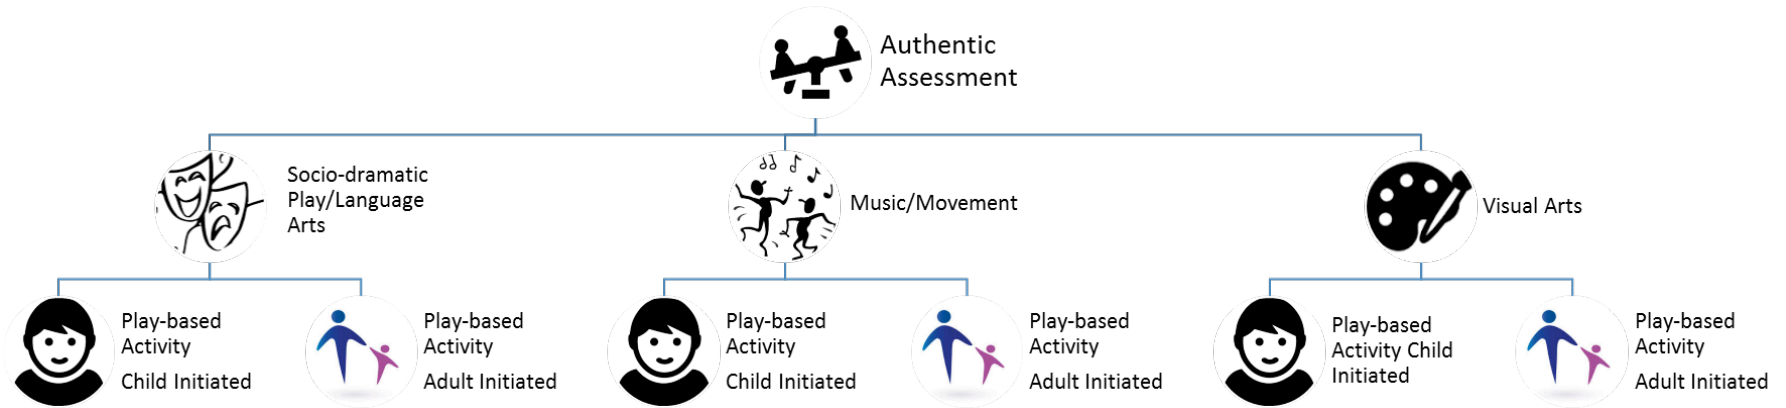 Authentic
Assessment
Socio-dramatic
Play/Language
Arts
Music/Movement
Visual Arts
Play-based
Activity
Child Initiated
Play-based
Activity
Adult Initiated
Play-based
Activity
Child Initiated
Play-based
Activity
Adult Initiated
Play-based
Activity Child
Initiated
Play-based
Activity
Adult Initiated